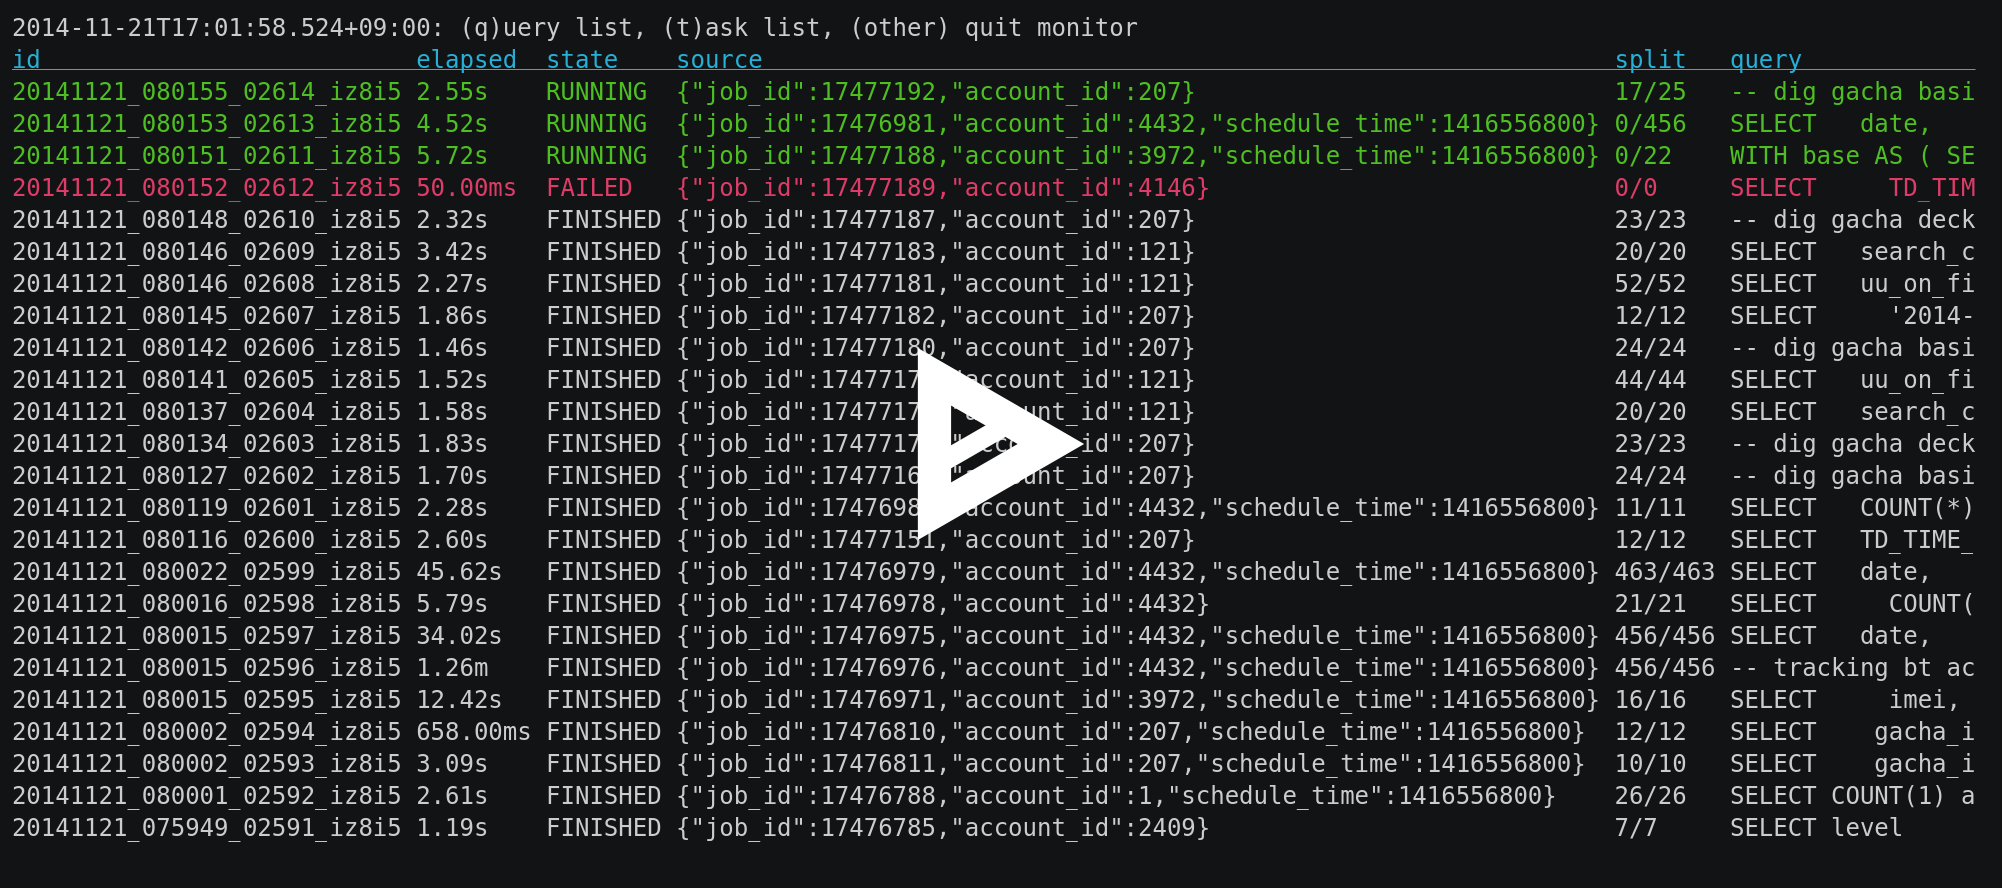 2014-11-21T17:01:58.524+09:00: (q)uery list, (t)ask list, (other) quit monitor
id elapsed state source split query
20141121_080155_02614_iz8i5 2.55s RUNNING {"job_id":17477192,"account_id":207} 17/25 -- dig gacha basi
20141121_080153_02613_iz8i5 4.52s RUNNING {"job_id":17476981,"account_id":4432,"schedule_time":1416556800} 0/456 SELECT date,
20141121_080151_02611_iz8i5 5.72s RUNNING {"job_id":17477188,"account_id":3972,"schedule_time":1416556800} 0/22 WITH base AS ( SE
20141121_080152_02612_iz8i5 50.00ms FAILED {"job_id":17477189,"account_id":4146} 0/0 SELECT TD_TIM
20141121_080148_02610_iz8i5 2.32s FINISHED {"job_id":17477187,"account_id":207} 23/23 -- dig gacha deck
20141121_080146_02609_iz8i5 3.42s FINISHED {"job_id":17477183,"account_id":121} 20/20 SELECT search_c
20141121_080146_02608_iz8i5 2.27s FINISHED {"job_id":17477181,"account_id":121} 52/52 SELECT uu_on_fi
20141121_080145_02607_iz8i5 1.86s FINISHED {"job_id":17477182,"account_id":207} 12/12 SELECT '2014-
20141121_080142_02606_iz8i5 1.46s FINISHED {"job_id":17477180,"account_id":207} 24/24 -- dig gacha basi
20141121_080141_02605_iz8i5 1.52s FINISHED {"job_id":1747717 account_id":121} 44/44 SELECT uu_on_fi
20141121_080137_02604_iz8i5 1.58s FINISHED {"job_id":1747717 _id":121} 20/20 SELECT search_c
20141121_080134_02603_iz8i5 1.83s FINISHED {"job_id":1747717 _id":207} 23/23 -- dig gacha deck
20141121_080127_02602_iz8i5 1.70s FINISHED {"job_id":1747716 _id":207} 24/24 -- dig gacha basi
20141121_080119_02601_iz8i5 2.28s FINISHED {"job_id":1747698 account_id":4432,"schedule_time":1416556800} 11/11 SELECT COUNT(*)
20141121_080116_02600_iz8i5 2.60s FINISHED {"job_id":17477151,"account_id":207} 12/12 SELECT TD_TIME_
20141121_080022_02599_iz8i5 45.62s FINISHED {"job_id":17476979,"account_id":4432,"schedule_time":1416556800} 463/463 SELECT date,
20141121_080016_02598_iz8i5 5.79s FINISHED {"job_id":17476978,"account_id":4432} 21/21 SELECT COUNT(
20141121_080015_02597_iz8i5 34.02s FINISHED {"job_id":17476975,"account_id":4432,"schedule_time":1416556800} 456/456 SELECT date,
20141121_080015_02596_iz8i5 1.26m FINISHED {"job_id":17476976,"account_id":4432,"schedule_time":1416556800} 456/456 -- tracking bt ac
20141121_080015_02595_iz8i5 12.42s FINISHED {"job_id":17476971,"account_id":3972,"schedule_time":1416556800} 16/16 SELECT imei,
20141121_080002_02594_iz8i5 658.00ms FINISHED {"job_id":17476810,"account_id":207,"schedule_time":1416556800} 12/12 SELECT gacha_i
20141121_080002_02593_iz8i5 3.09s FINISHED {"job_id":17476811,"account_id":207,"schedule_time":1416556800} 10/10 SELECT gacha_i
20141121_080001_02592_iz8i5 2.61s FINISHED {"job_id":17476788,"account_id":1,"schedule_time":1416556800} 26/26 SELECT COUNT(1) a
20141121_075949_02591_iz8i5 1.19s FINISHED {"job_id":17476785,"account_id":2409} 7/7 SELECT level